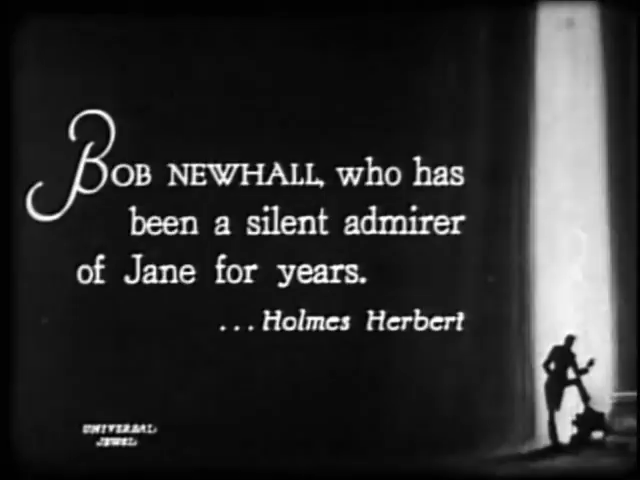 BOB NEWHALL, who has
been a silent admirer
of Jane for years.
... Holmes Herbert
UNIVERSAL
JEWEL